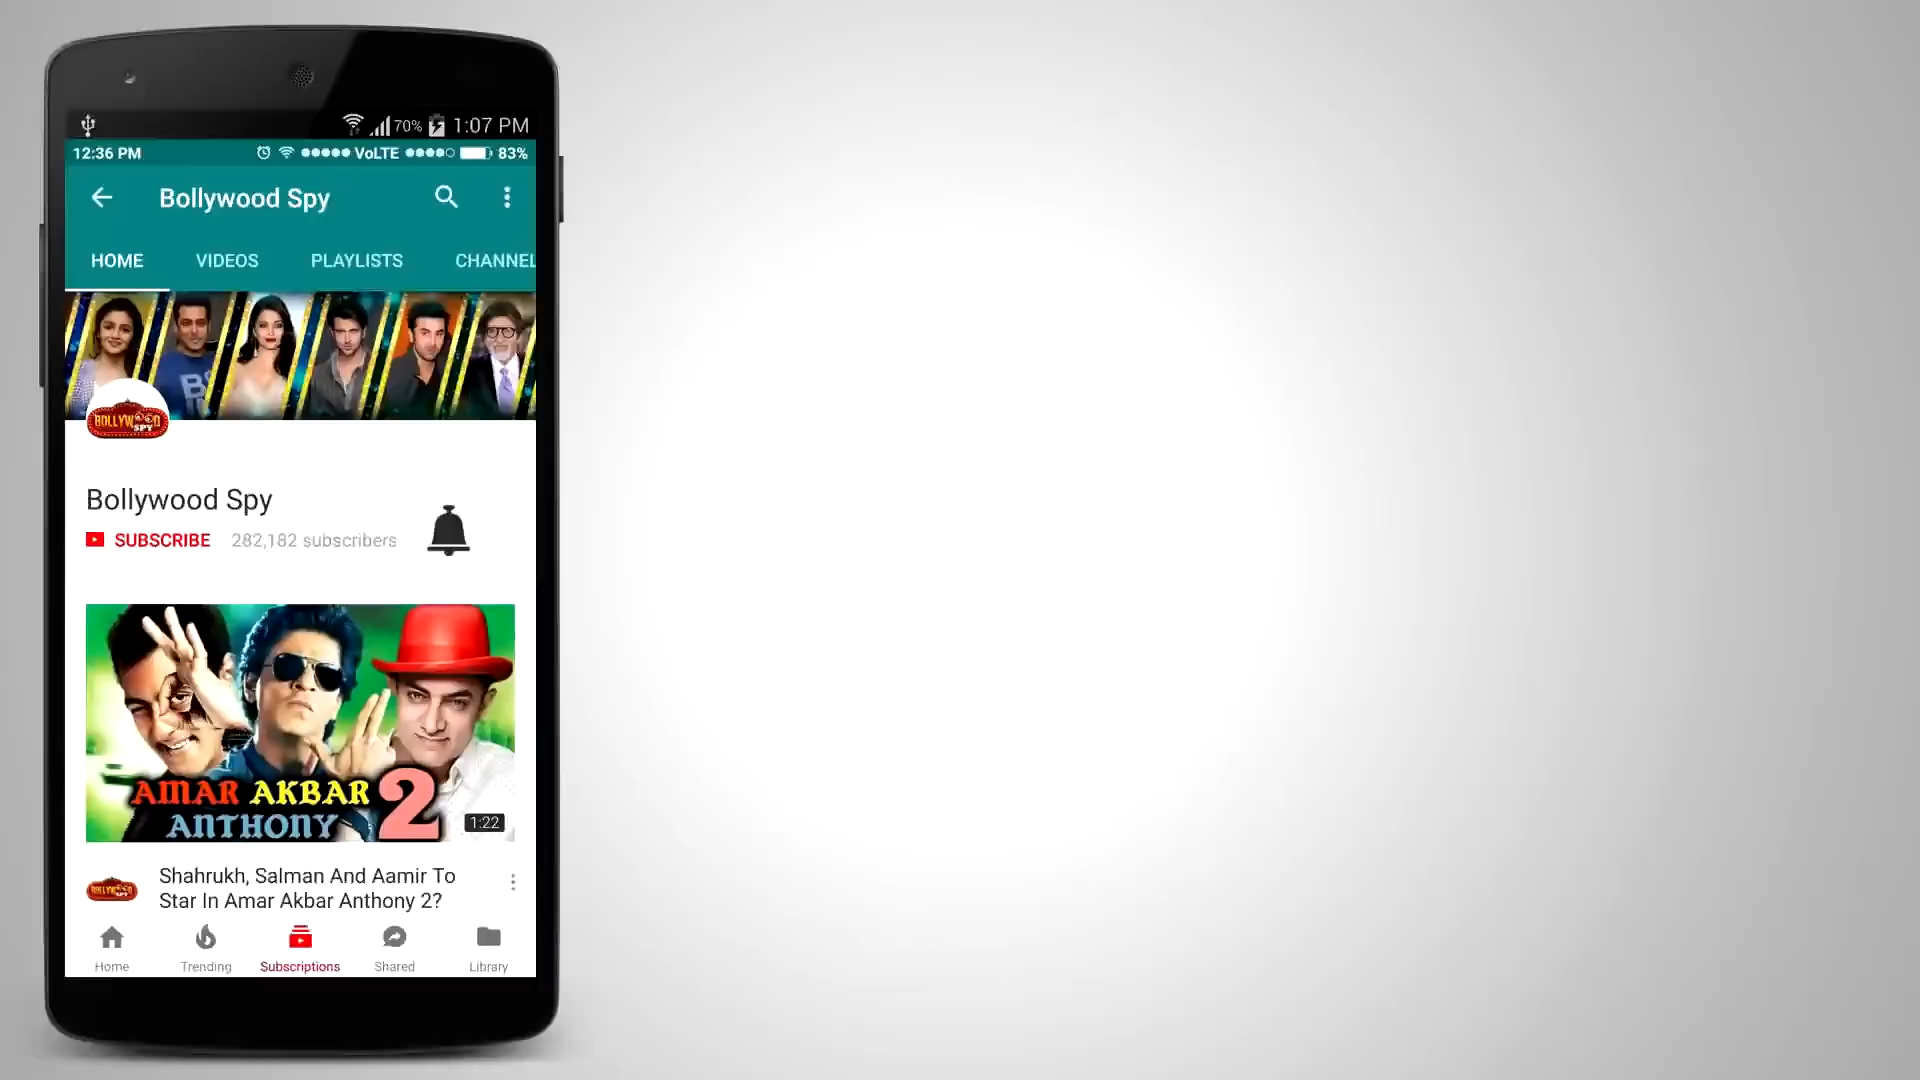 70% 1:07 PM
12:36 PM VoLTE 83%
Bollywood Spy
HOME VIDEOS PLAYLISTS CHANNEL
BOLLYWOOD
SPY
Bollywood Spy
SUBSCRIBE 282,182 subscribers
AMAR AKBAR 2
ANTHONY
1:22
Shahrukh, Salman And Aamir To
Star In Amar Akbar Anthony 2?
Home Trending Subscriptions Shared Library